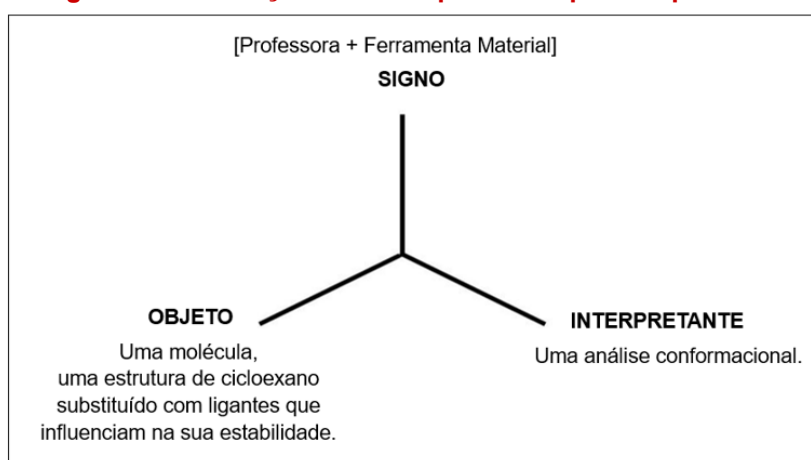 [Professora + Ferramenta Material]
SIGNO
OBJETO
Uma molécula,
uma estrutura de cicloexano
substituído com ligantes que
influenciam na sua estabilidade.
INTERPRETANTE
Uma análise conformacional.